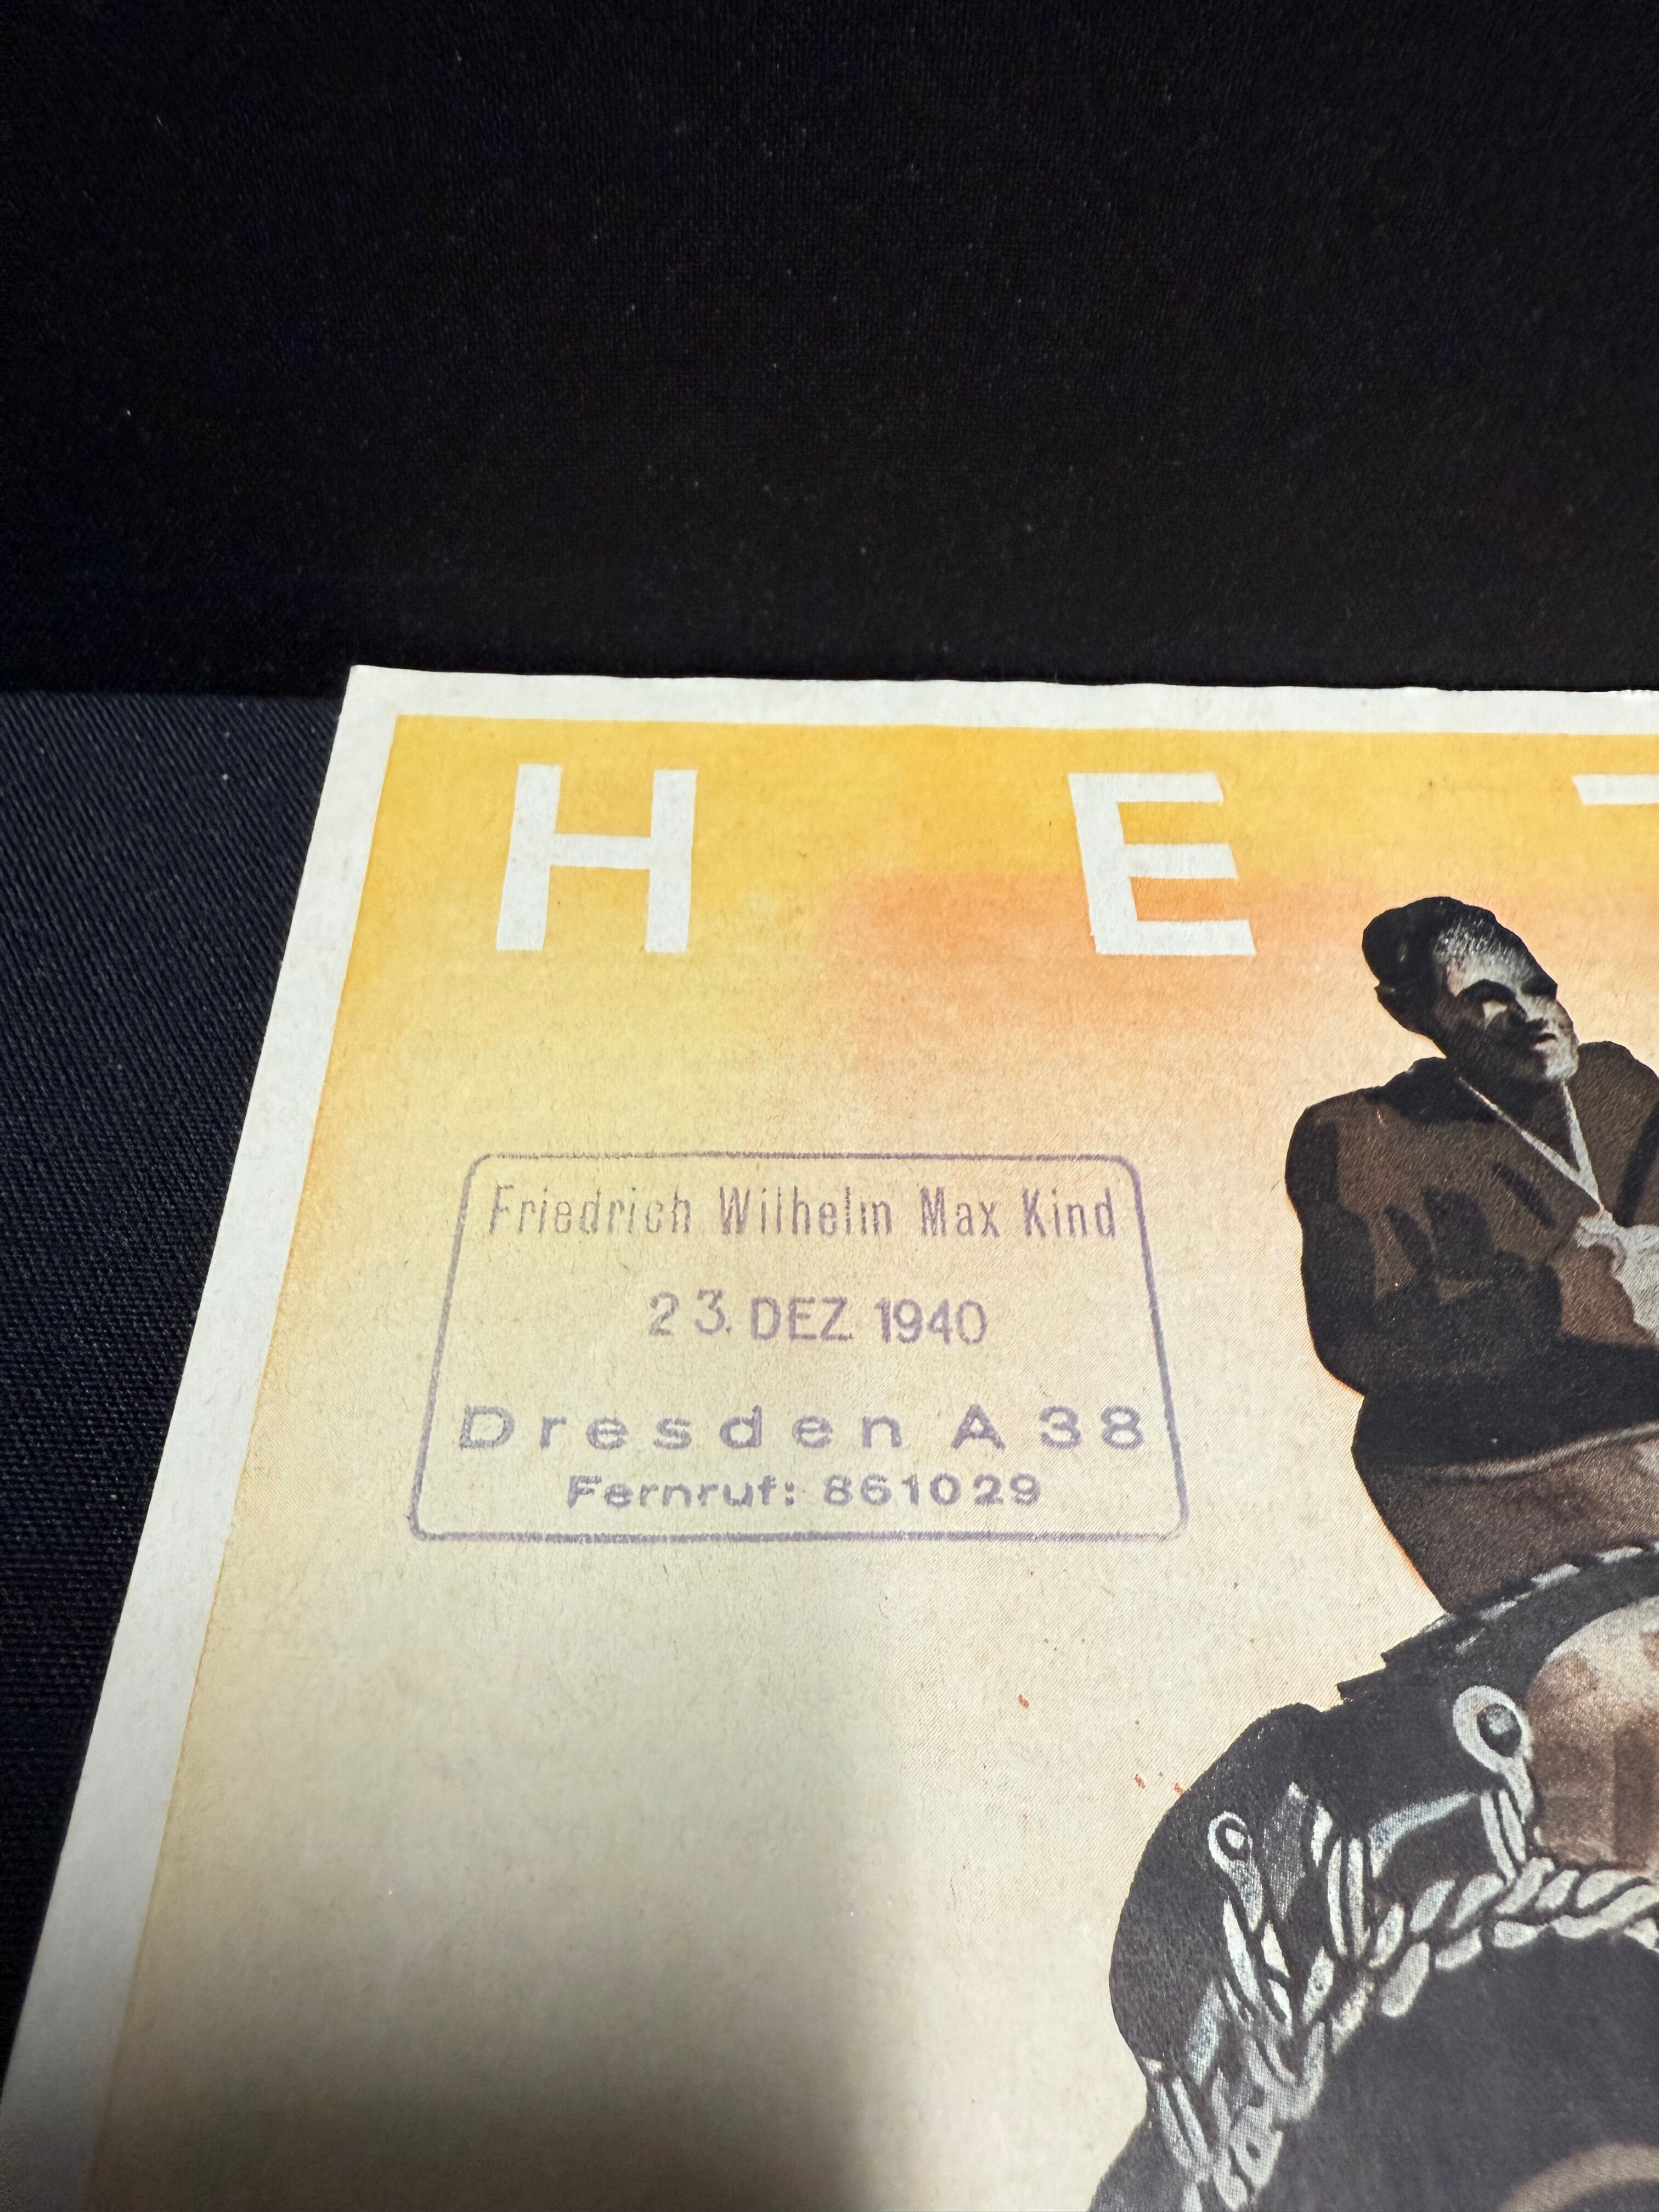 H E
Friedrich Wilhelm Max Kind
23. DEZ. 1940
Dresden A 38
Fernruf: 861029